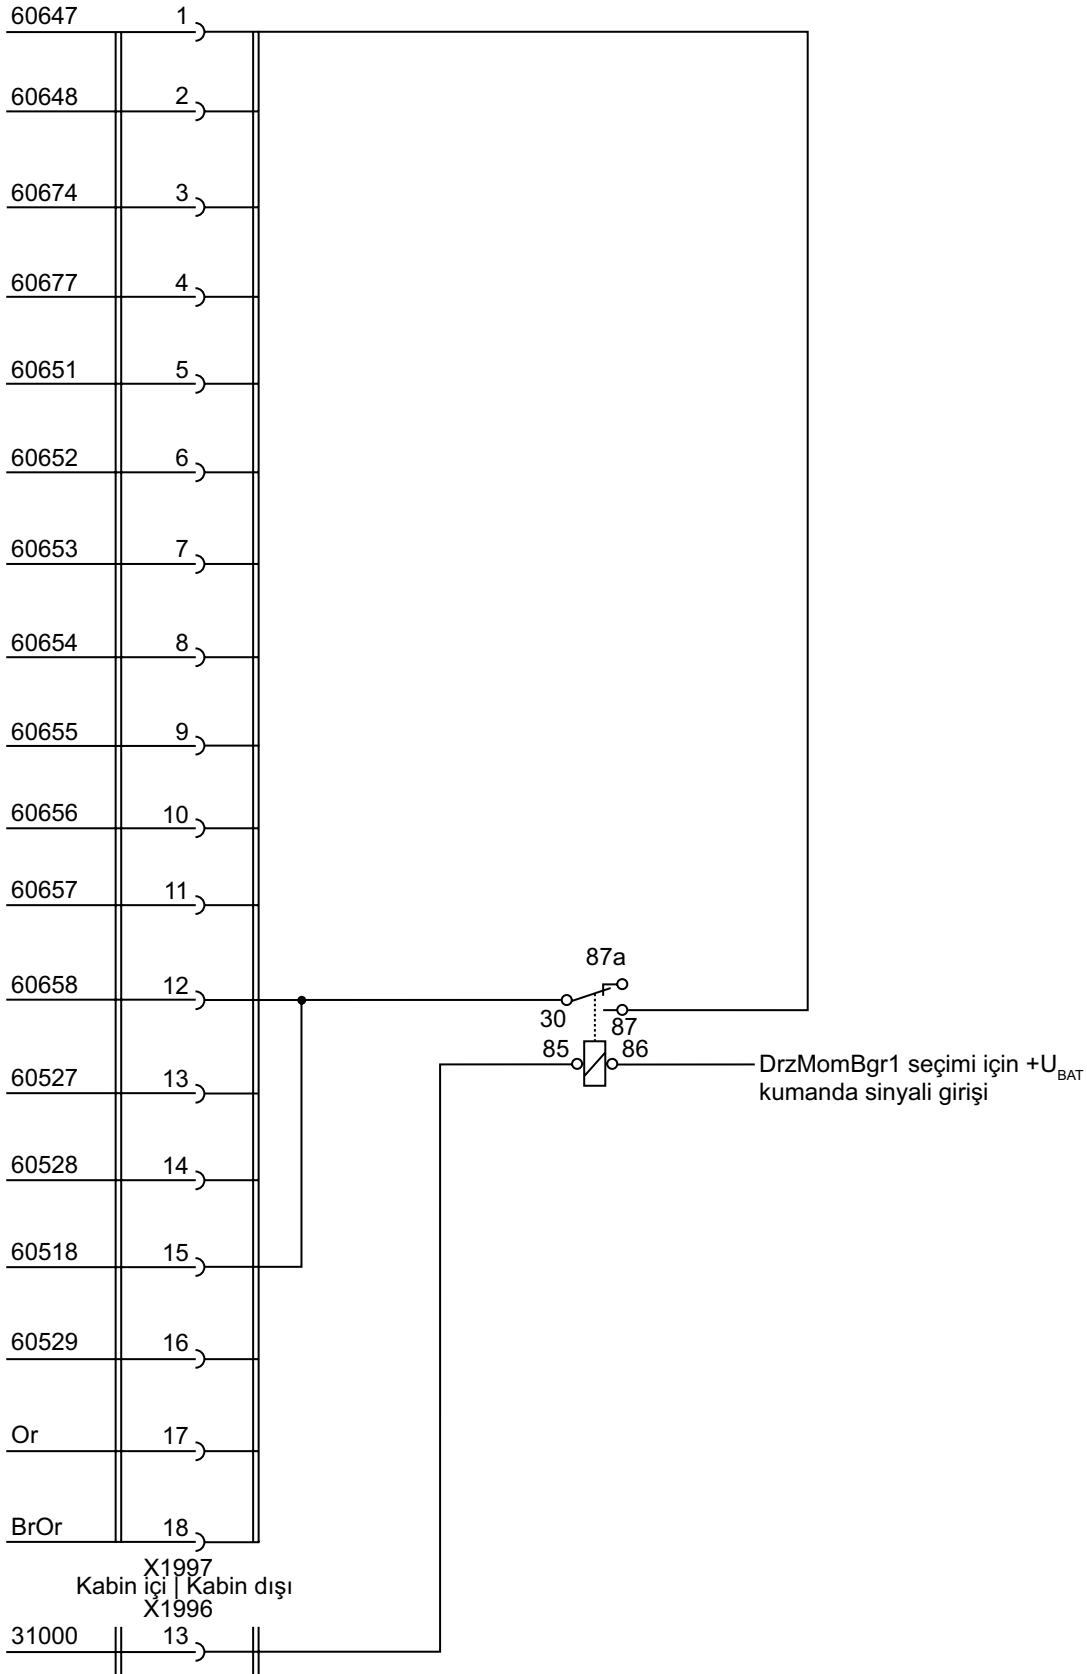 60647 1
60648 2
60674 3
60677 4
60651 5
60652 6
60653 7
60654 8
60655 9
60656 10
60657 11
87a
60658 12
30 87
85 86
DrzMomBgr1 seçimi için +UBAT
kumanda sinyali girişi
60527 13
60528 14
60518 15
60529 16
Or 17
BrOr 18
X1997
Kabin içi | Kabin dışı
X1996
31000 13